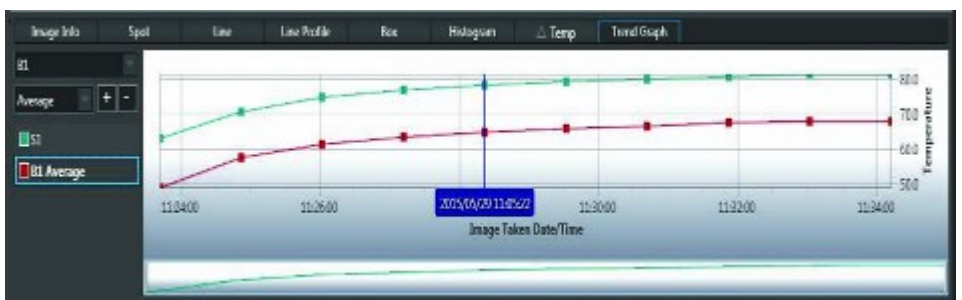 Image Info Spot Line Line Profile Box Histogram △ Temp Trend Graph
B1
Average + -
S1
B1 Average
80.0
70.0
60.0
50.0
Temperature
11:24:00 11:26:00 11:30:00 11:32:00 11:34:00
Image Taken Date/Time